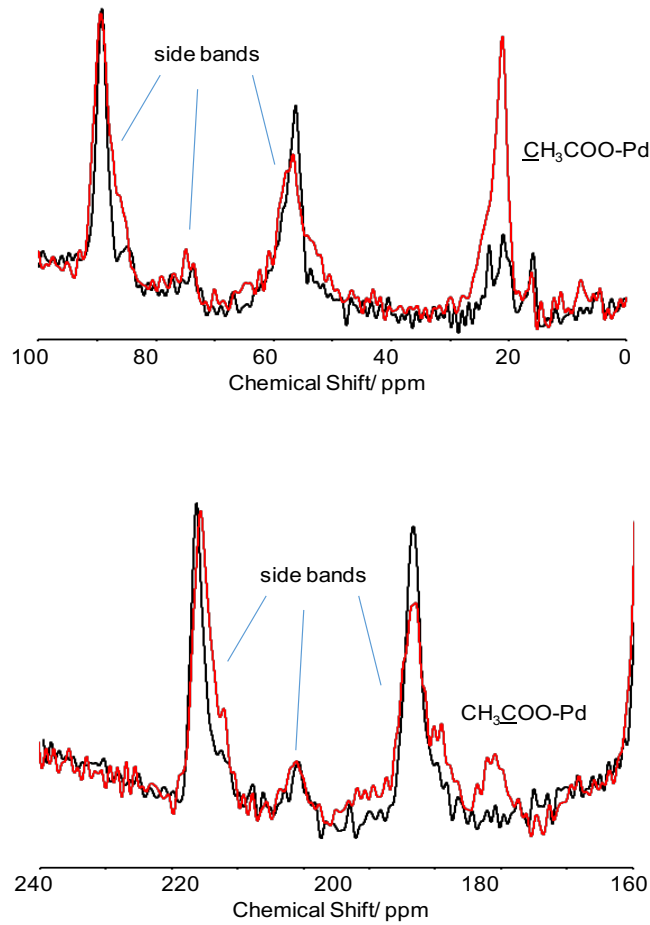 side bands
CH₃COO-Pd
100 80 60 40 20 0
Chemical Shift/ ppm
side bands
CH₃COO-Pd
240 220 200 180 160
Chemical Shift/ ppm